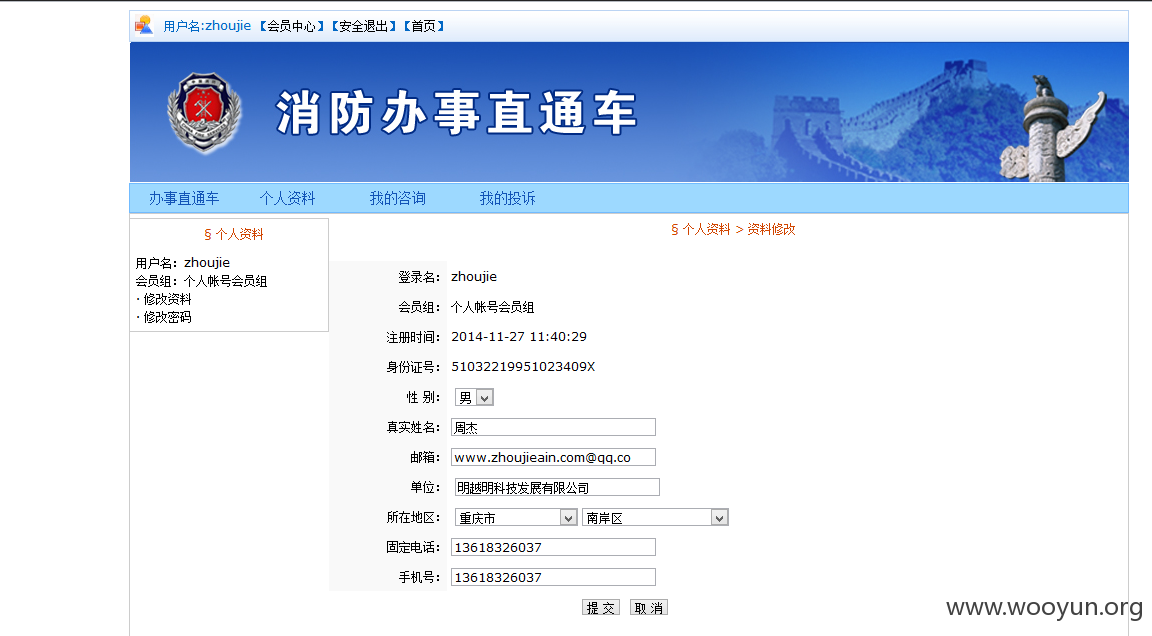 用户名:zhoujie 【会员中心】【安全退出】【首页】
消防办事直通车
办事直通车 个人资料 我的咨询 我的投诉
§ 个人资料
用户名: zhoujie
会员组: 个人帐号会员组
· 修改资料
· 修改密码
§ 个人资料 > 资料修改
登录名: zhoujie
会员组: 个人帐号会员组
注册时间: 2014-11-27 11:40:29
身份证号: 51032219951023409X
性 别: 男
真实姓名: 周杰
邮箱: www.zhoujieain.com@qq.co
单位: 明越明科技发展有限公司
所在地区: 重庆市 南岸区
固定电话: 13618326037
手机号: 13618326037
提 交 取 消
www.wooyun.org